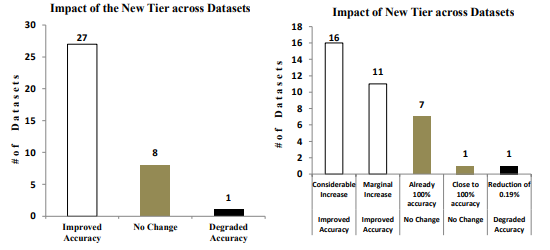 Impact of the New Tier across Datasets
# of Datasets
30
25
20
15
10
5
0
27
8
1
Improved
Accuracy
No Change
Degraded
Accuracy
Impact of New Tier across Datasets
# of Datasets
18
16
14
12
10
8
6
4
2
0
16
11
7
1
1
Considerable
Increase
Marginal
Increase
Already
100%
accuracy
Close to
100%
accuracy
Reduction of
0.19%
Improved
Accuracy
Improved
Accuracy
No Change
No Change
Degraded
Accuracy